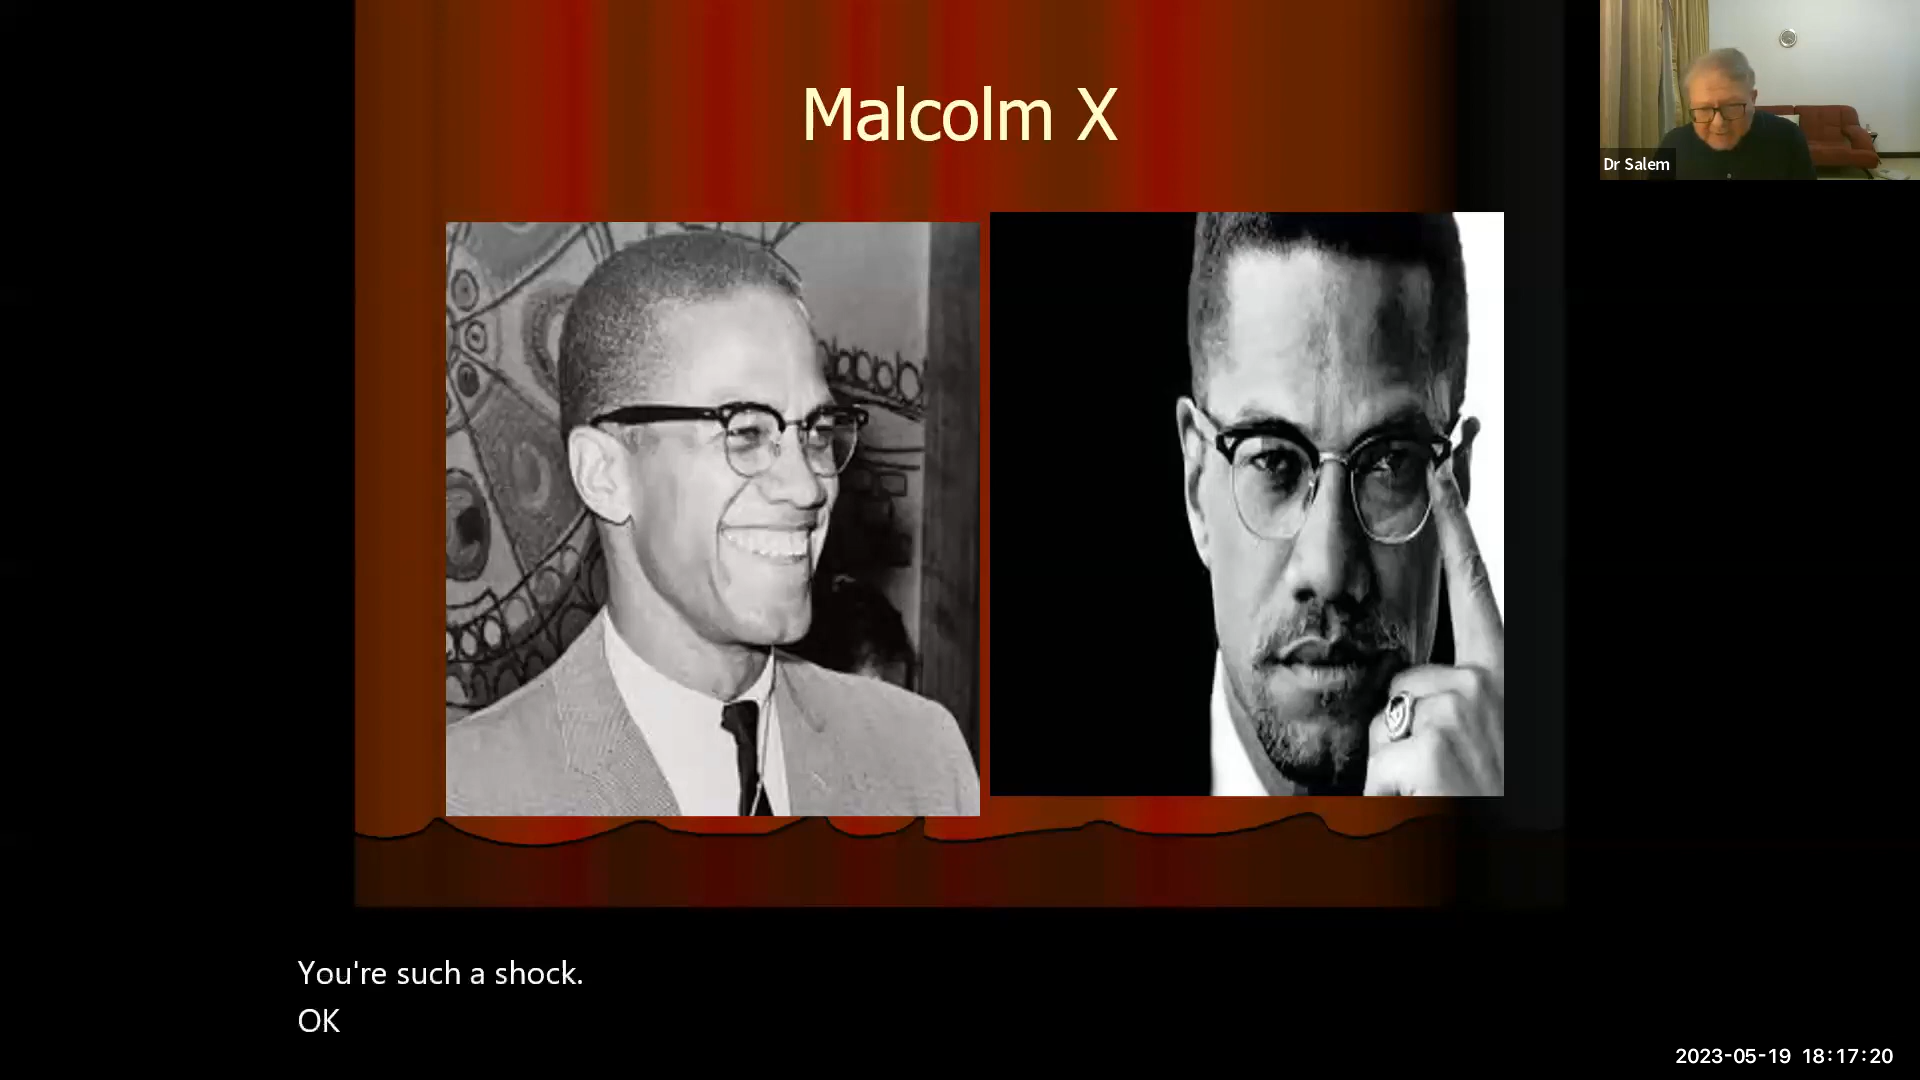 Malcolm X
Dr Salem
You're such a shock.
OK
2023-05-19 18:17:20